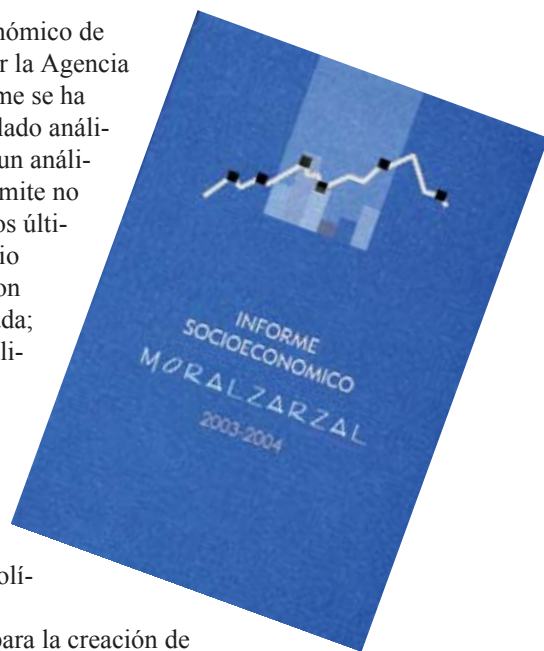 nómico de
r la Agencia
me se ha
lado análi-
un análi-
mite no
os últi-
io
on
da;
li-
olí-
para la creación de
INFORME
SOCIOECONOMICO
MORALZARZAL
2003-2004